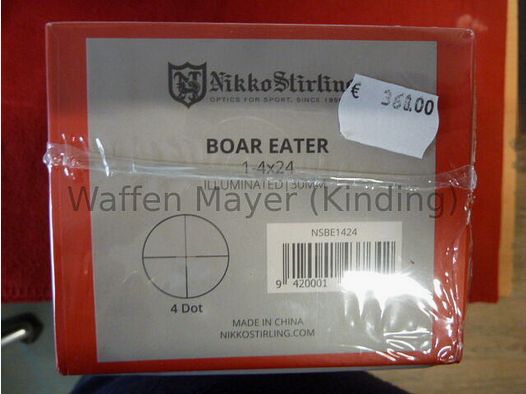 NikkoStirling
OPTICS FOR SPORT, SINCE
€ 368.00
BOAR EATER
1-4x24
ILLUMINATED|30MM
Waffen Mayer (Kinding)
NSBE1424
9 420001
4 Dot
MADE IN CHINA
NIKKOSTIRLING.COM